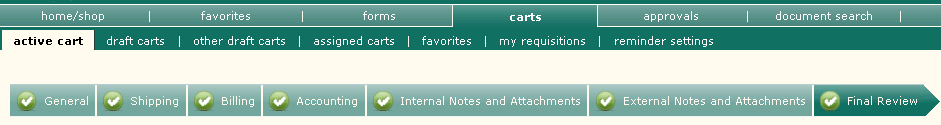 home/shop | favorites | forms carts approvals | document search |
active cart draft carts | other draft carts | assigned carts | favorites | my requisitions | reminder settings
General Shipping Billing Accounting Internal Notes and Attachments External Notes and Attachments Final Review